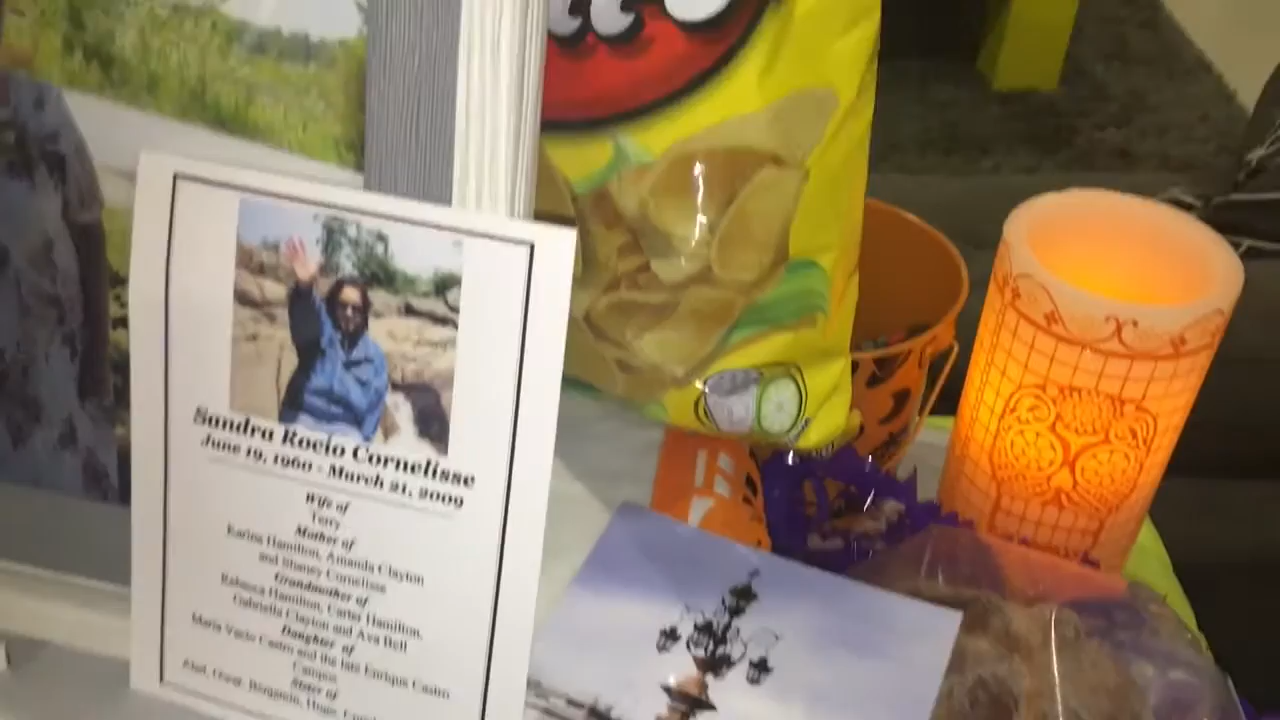 Sandra Rocio Cornelisse
June 19, 1960 - March 21, 2009
Wife of
Terry
Mother of
Karina Hamilton, Amanda Clayton
and Cornelisse
Grandmother of
Rebecca Hamilton, Carter Hamilton,
Gabriella Clayton and Ava Bell
Daughter of
Maria Castro and the late Enrique Castro
Campos
Sister of